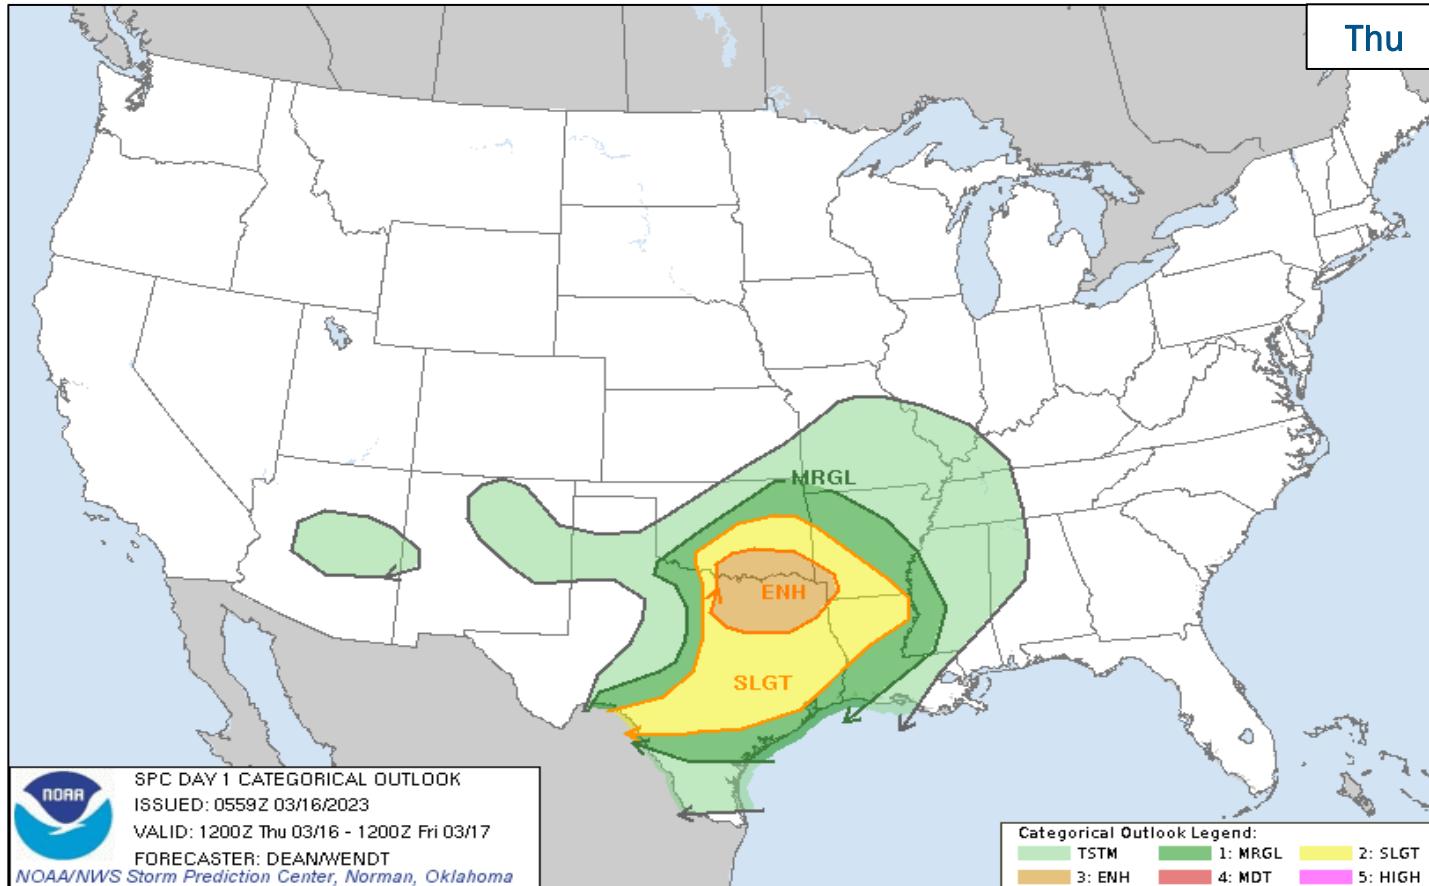 Thu
MRGL
ENH
SLGT
NOAA
SPC DAY 1 CATEGORICAL OUTLOOK
ISSUED: 0559Z 03/16/2023
VALID: 1200Z Thu 03/16 - 1200Z Fri 03/17
FORECASTER: DEAN/WENDT
NOAA/NWS Storm Prediction Center, Norman, Oklahoma
Categorical Outlook Legend:
TSTM 1: MRGL 2: SLGT
3: ENH 4: MDT 5: HIGH